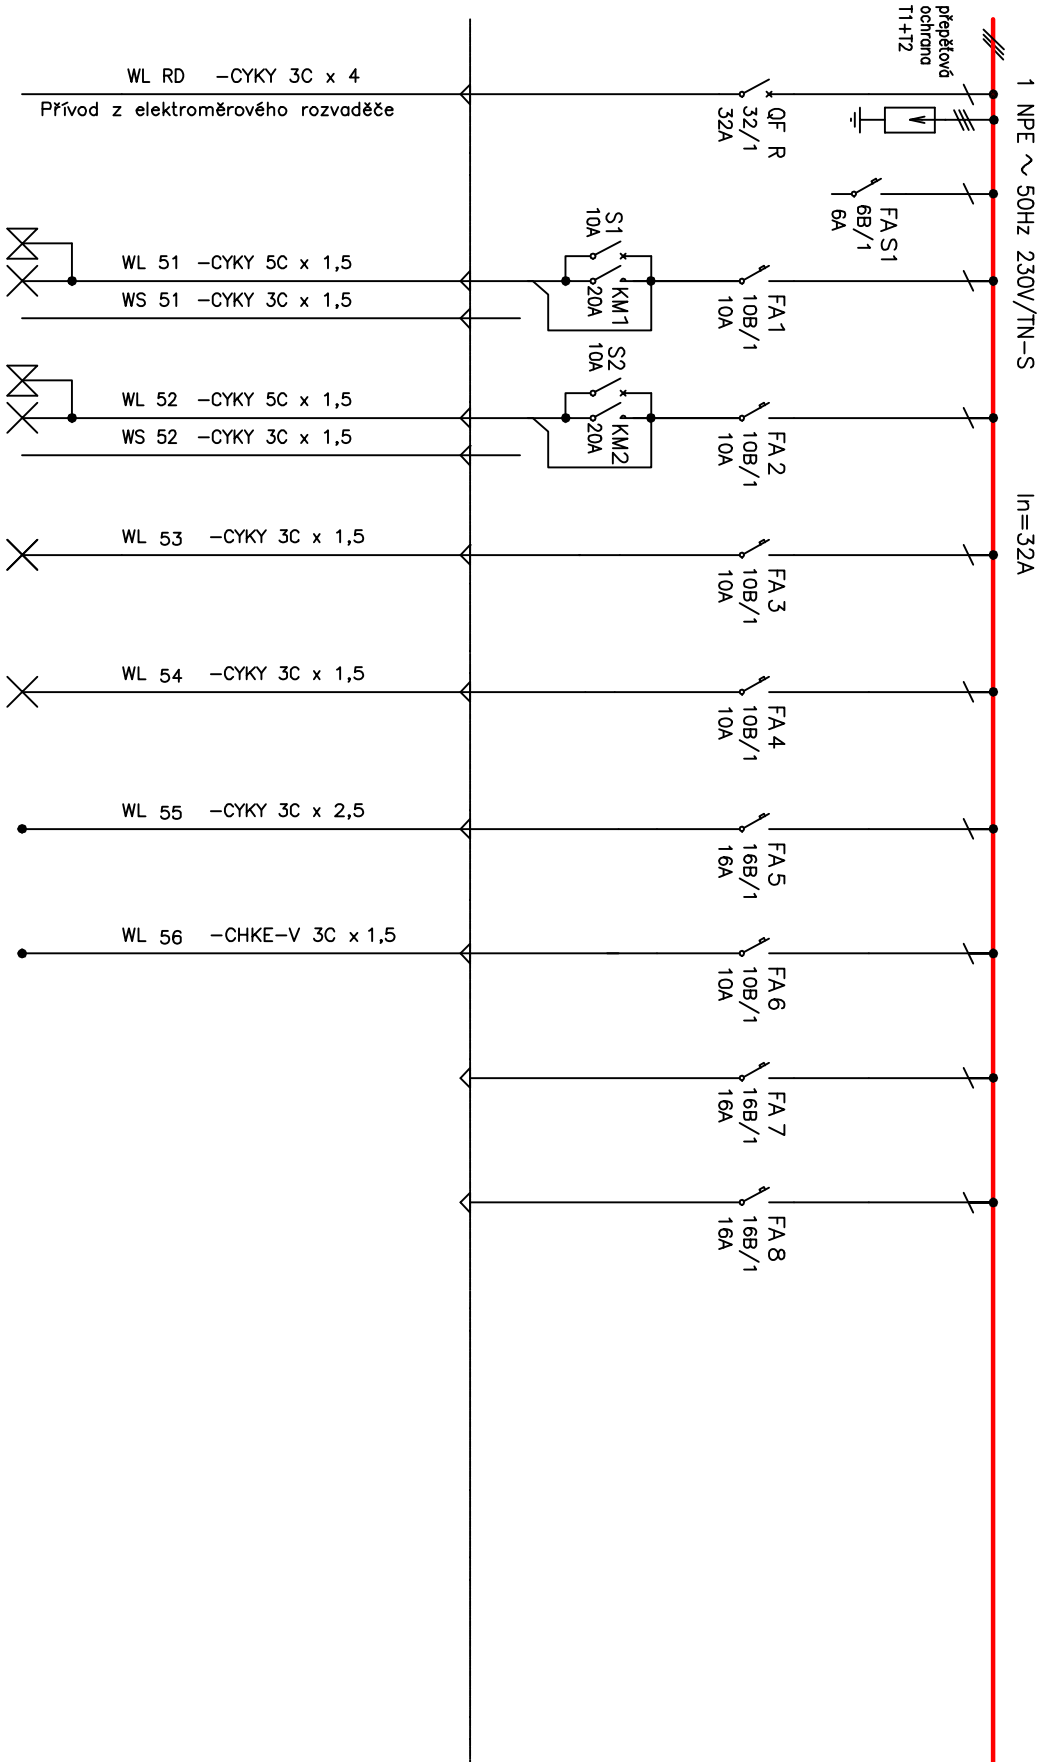 přepěťová
ochrana
T1+T2
1 NPE ~ 50Hz 230V/TN-S
In=32A
WL RD -CYKY 3C x 4
Přívod z elektroměrového rozvaděče
QF R
32/1
32A
FA S1
6B/1
6A
WL 51 -CYKY 5C x 1,5
WS 51 -CYKY 3C x 1,5
S1
10A
KM1
20A
FA1
10B/1
10A
WL 52 -CYKY 5C x 1,5
WS 52 -CYKY 3C x 1,5
S2
10A
KM2
20A
FA 2
10B/1
10A
WL 53 -CYKY 3C x 1,5
FA 3
10B/1
10A
WL 54 -CYKY 3C x 1,5
FA 4
10B/1
10A
WL 55 -CYKY 3C x 2,5
FA 5
16B/1
16A
WL 56 -CHKE-V 3C x 1,5
FA 6
10B/1
10A
FA 7
16B/1
16A
FA 8
16B/1
16A